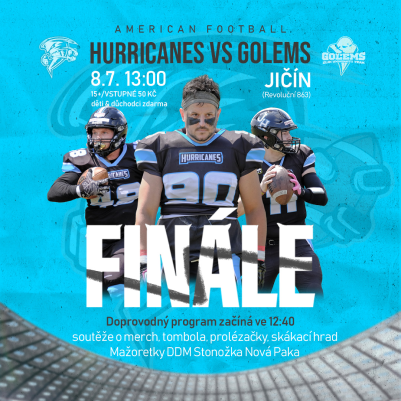 AMERICAN FOOTBALL
HURRICANES VS GOLEMS
GOLEMS
8.7. 13:00
15+/VSTUPNÉ 50 KČ
děti & důchodci zdarma
JIČÍN
(Revoluční 863)
HURRICANES
90
FINÁLE
Doprovodný program začíná ve 12:40
soutěže o merch, tombola, prolézačky, skákací hrad
Mažoretky DDM Stonožka Nová Paka